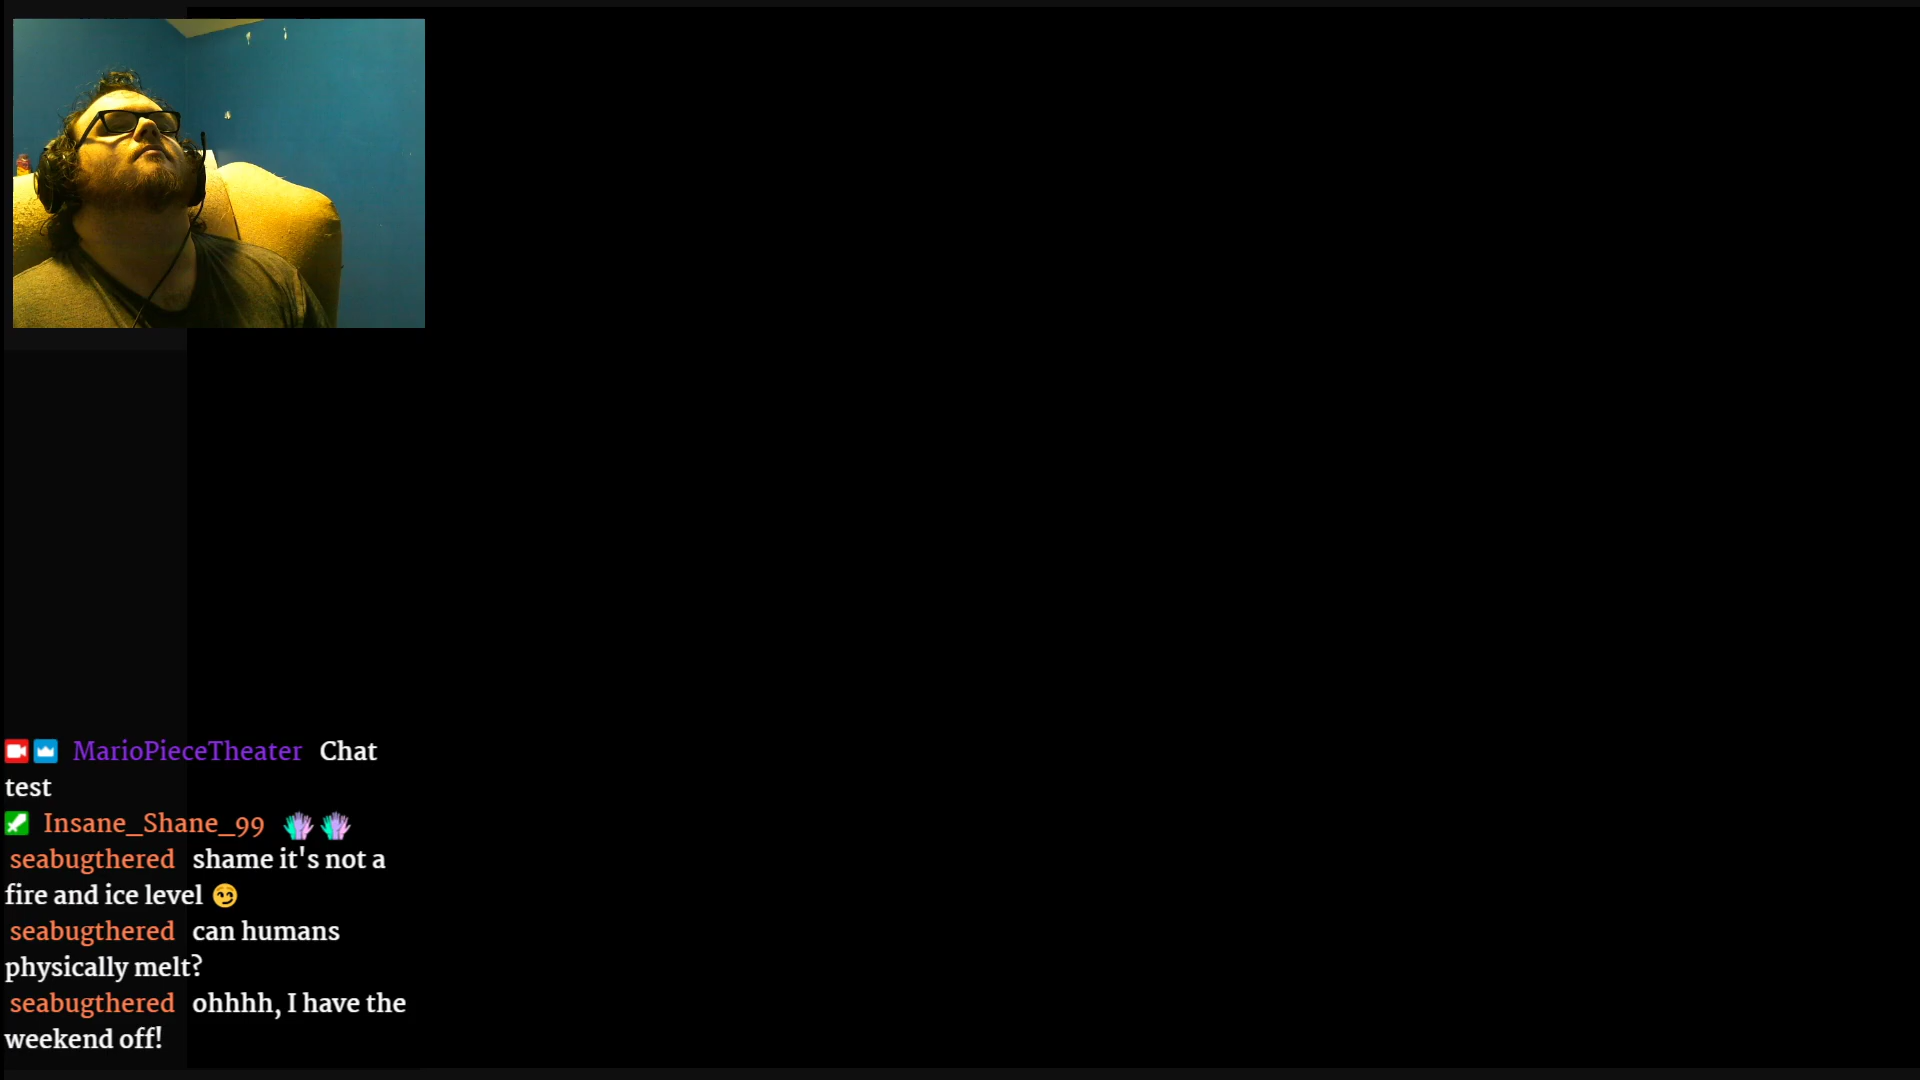 MarioPieceTheater Chat
test
Insane_Shane_99
seabugthered shame it's not a
fire and ice level
seabugthered can humans
physically melt?
seabugthered ohhhh, I have the
weekend off!